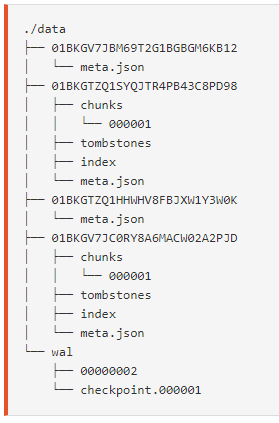 ./data
├── 01BKGV7JBM69T2G1BGBGM6KB12
│   └── meta.json
├── 01BKGTZQ1SYQJTR4PB43C8PD98
│   ├── chunks
│   │   └── 000001
│   ├── tombstones
│   ├── index
│   └── meta.json
├── 01BKGTZQ1HHWHV8FBJXW1Y3W0K
│   └── meta.json
├── 01BKGV7JC0RY8A6MACW02A2PJD
│   ├── chunks
│   │   └── 000001
│   ├── tombstones
│   ├── index
│   └── meta.json
└── wal
    ├── 00000002
    └── checkpoint.000001